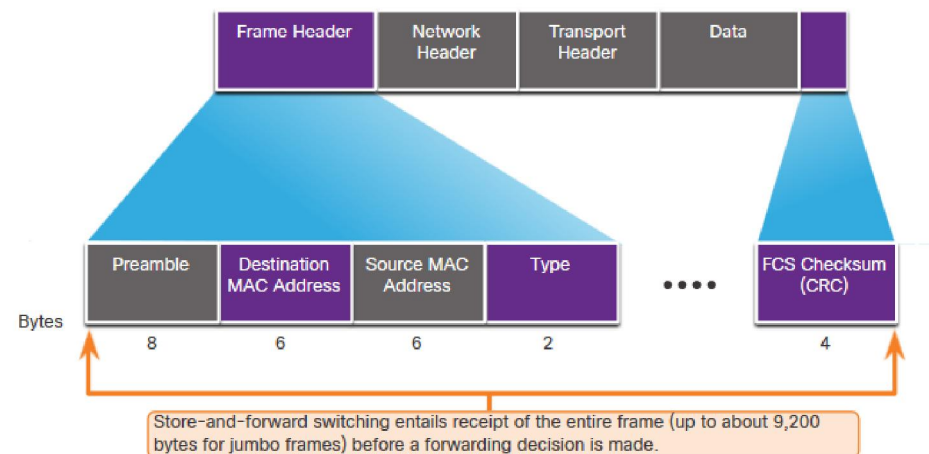 Frame Header
Network
Header
Transport
Header
Data
Preamble
Destination
MAC Address
Source MAC
Address
Type
FCS Checksum
(CRC)
Bytes
8
6
6
2
4
Store-and-forward switching entails receipt of the entire frame (up to about 9,200
bytes for jumbo frames) before a forwarding decision is made.